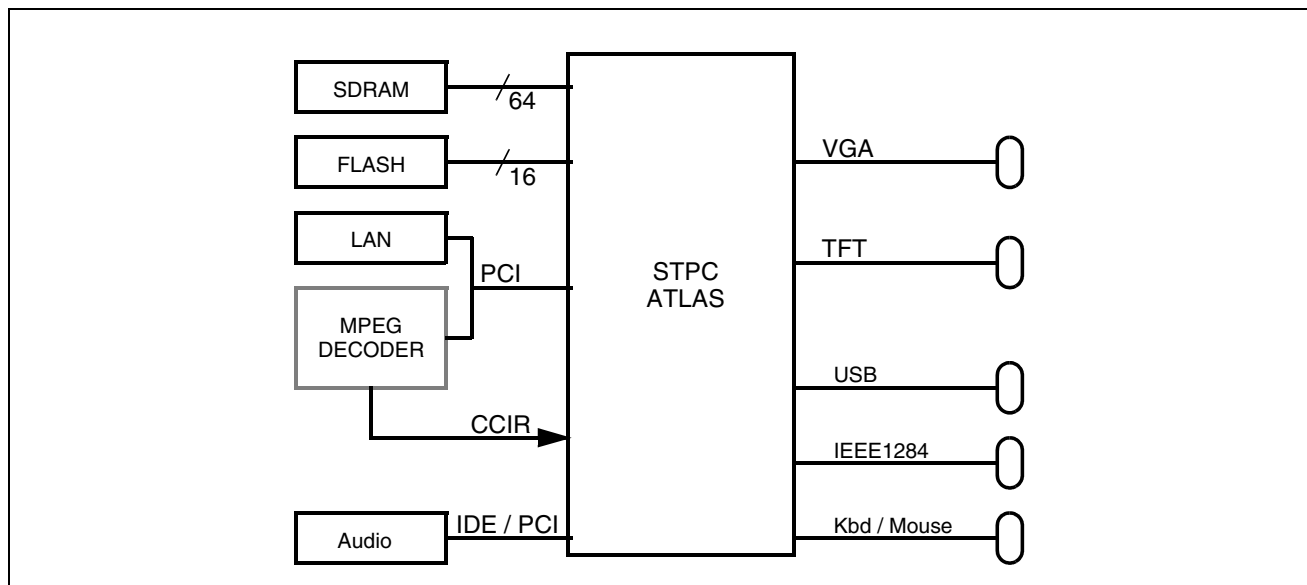 SDRAM
64
FLASH
16
LAN
PCI
MPEG
DECODER
CCIR
Audio
IDE / PCI
STPC
ATLAS
VGA
TFT
USB
IEEE1284
Kbd / Mouse